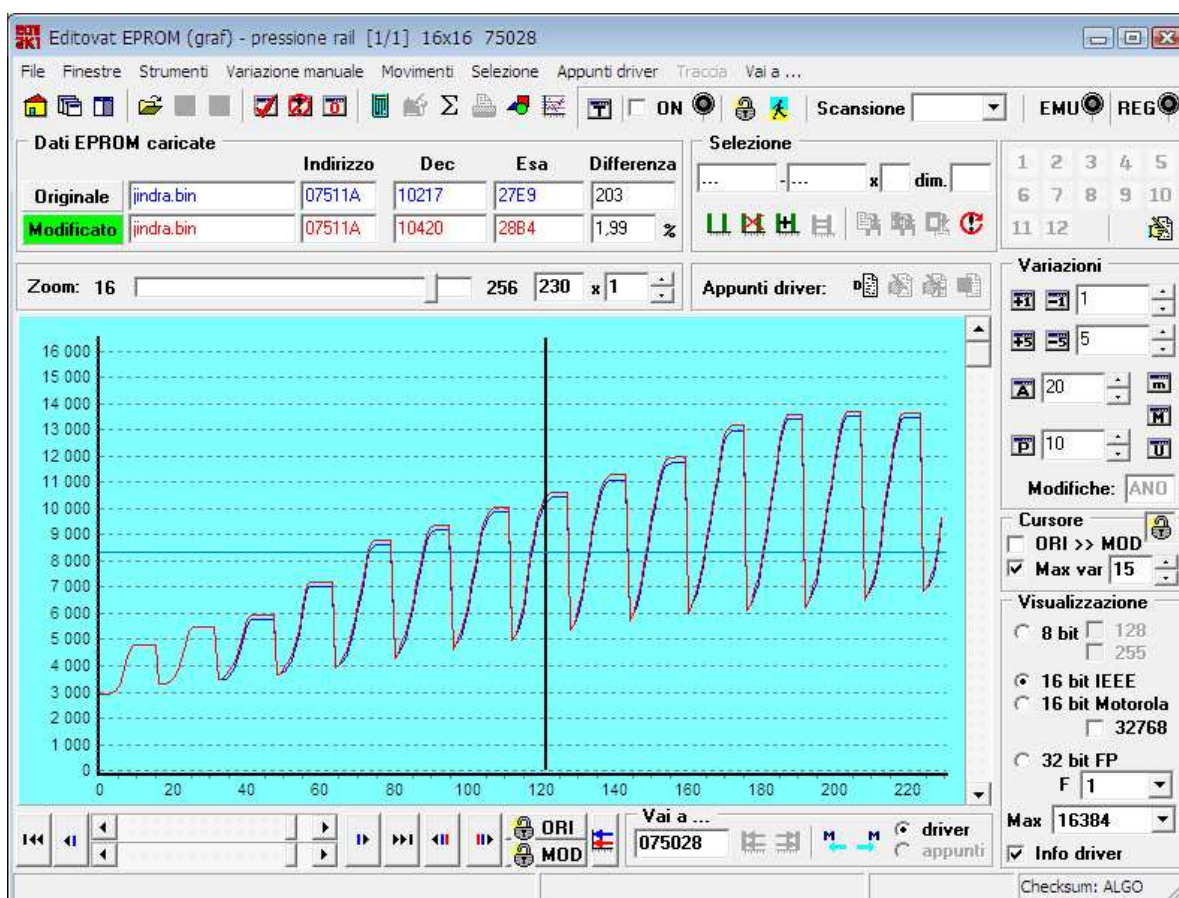 Editovat EPROM (graf) - pressione rail [1/1] 16x16 75028
File Finestre Strumenti Variazione manuale Movimenti Selezione Appunti driver Traccia Vai a ...
ON Scansione EMU REG
Dati EPROM caricate
Indirizzo Dec Esa Differenza
Originale jindra.bin 07511A 10217 27E9 203
Modificato jindra.bin 07511A 10420 28B4 1,99 %
Selezione
... - ... x dim.
1 2 3 4 5
6 7 8 9 10
11 12
Zoom: 16 256 230 x 1
Appunti driver:
16 000
15 000
14 000
13 000
12 000
11 000
10 000
9 000
8 000
7 000
6 000
5 000
4 000
3 000
2 000
1 000
0
0 20 40 60 80 100 120 140 160 180 200 220
Variazioni
+1 -1 1
+5 -5 5
A 20 m
M
P 10 U
Modifiche: ANO
Cursore
ORI >> MOD
Max var 15
Visualizzazione
8 bit 128
255
16 bit IEEE
16 bit Motorola
32768
32 bit FP
F 1
Max 16384
Info driver
ORI
MOD
Vai a ...
075028
M M
driver
appunti
Checksum: ALGO